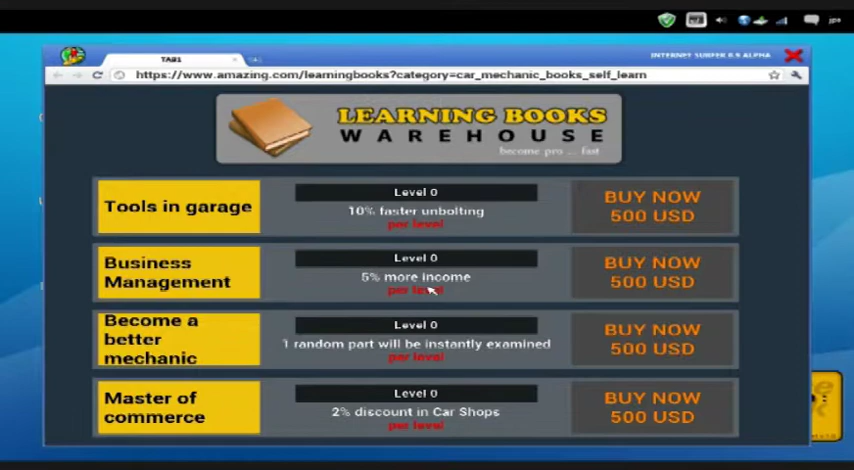 jpa
TAB1
INTERNET SURFER 0.9 ALPHA
https://www.amazing.com/learningbooks?category=car_mechanic_books_self_learn
LEARNING BOOKS
WAREHOUSE
become pro ... fast
Tools in garage
Level 0
10% faster unbolting
per level
BUY NOW
500 USD
Business
Management
Level 0
5% more income
per level
BUY NOW
500 USD
Become a
better
mechanic
Level 0
1 random part will be instantly examined
per level
BUY NOW
500 USD
Master of
commerce
Level 0
2% discount in Car Shops
per level
BUY NOW
500 USD